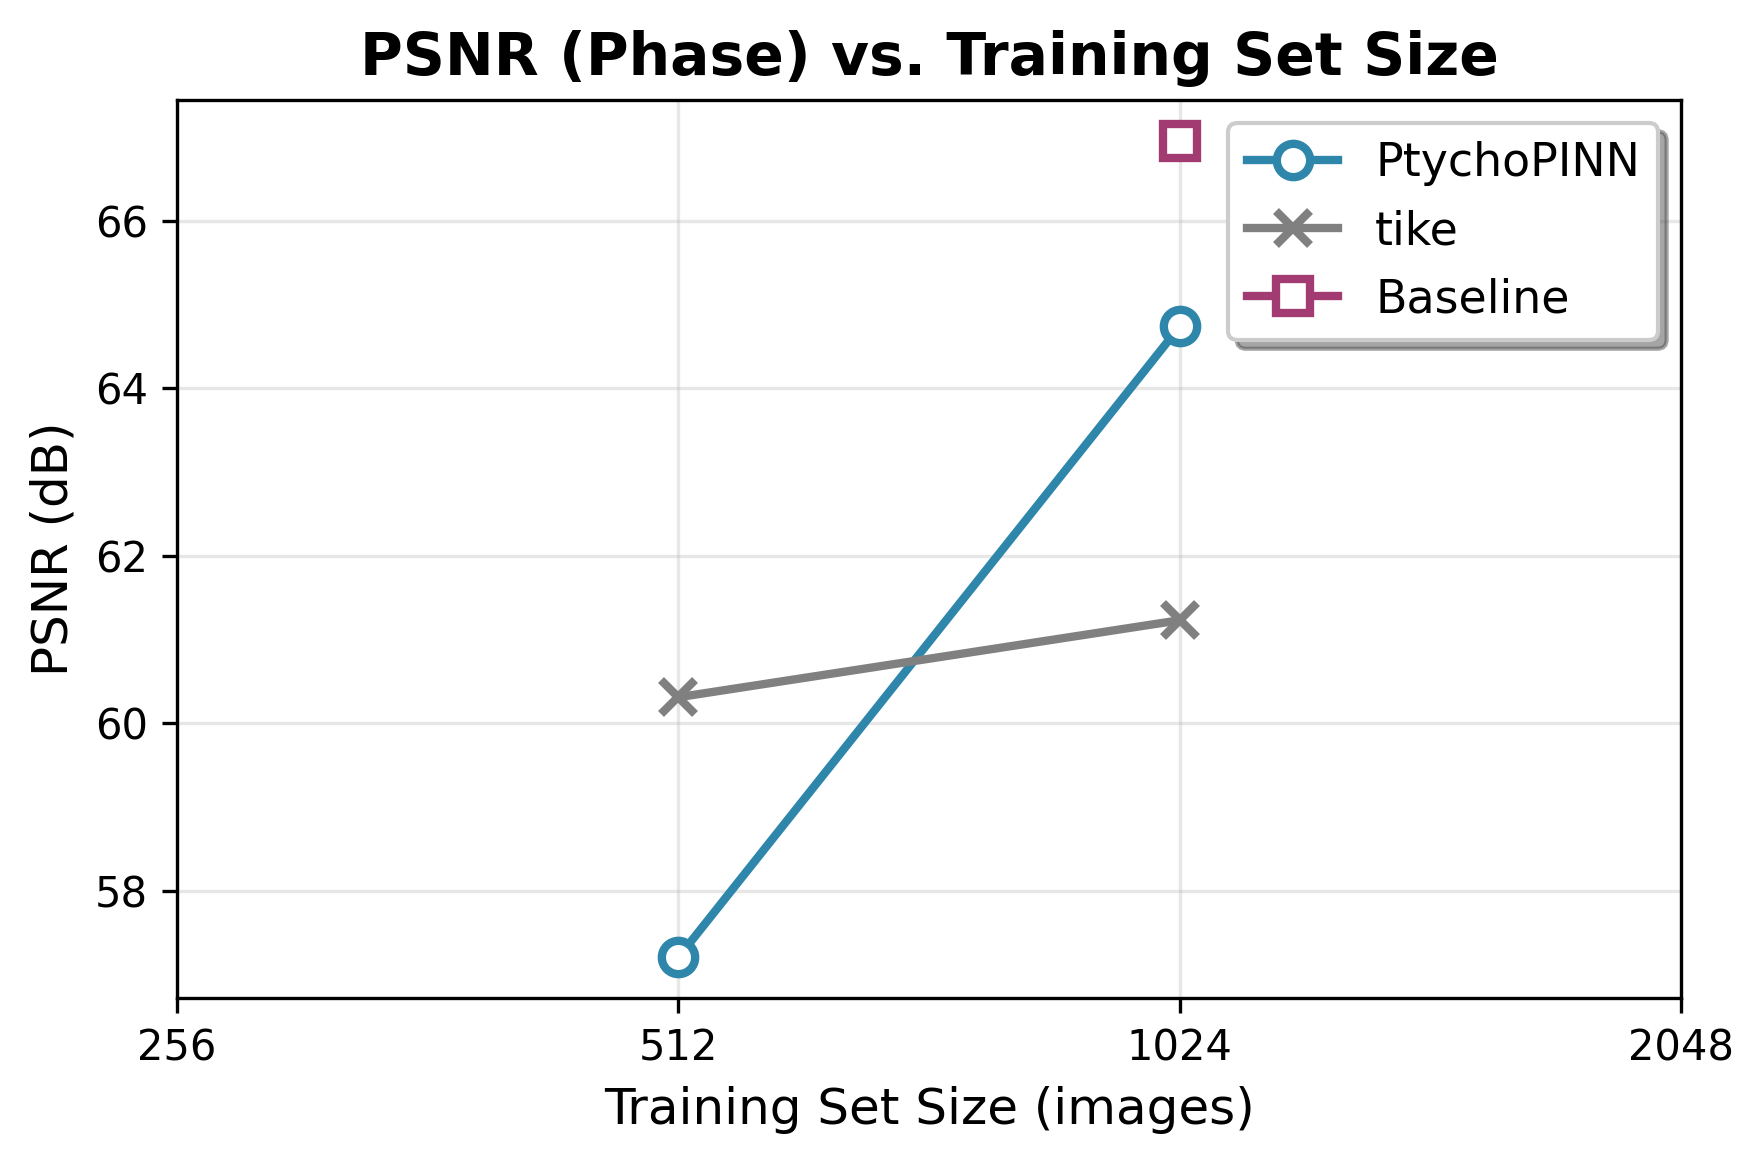 PSNR (Phase) vs. Training Set Size
PtychoPINN
tike
Baseline
PSNR (dB)
66
64
62
60
58
256 512 1024 2048
Training Set Size (images)